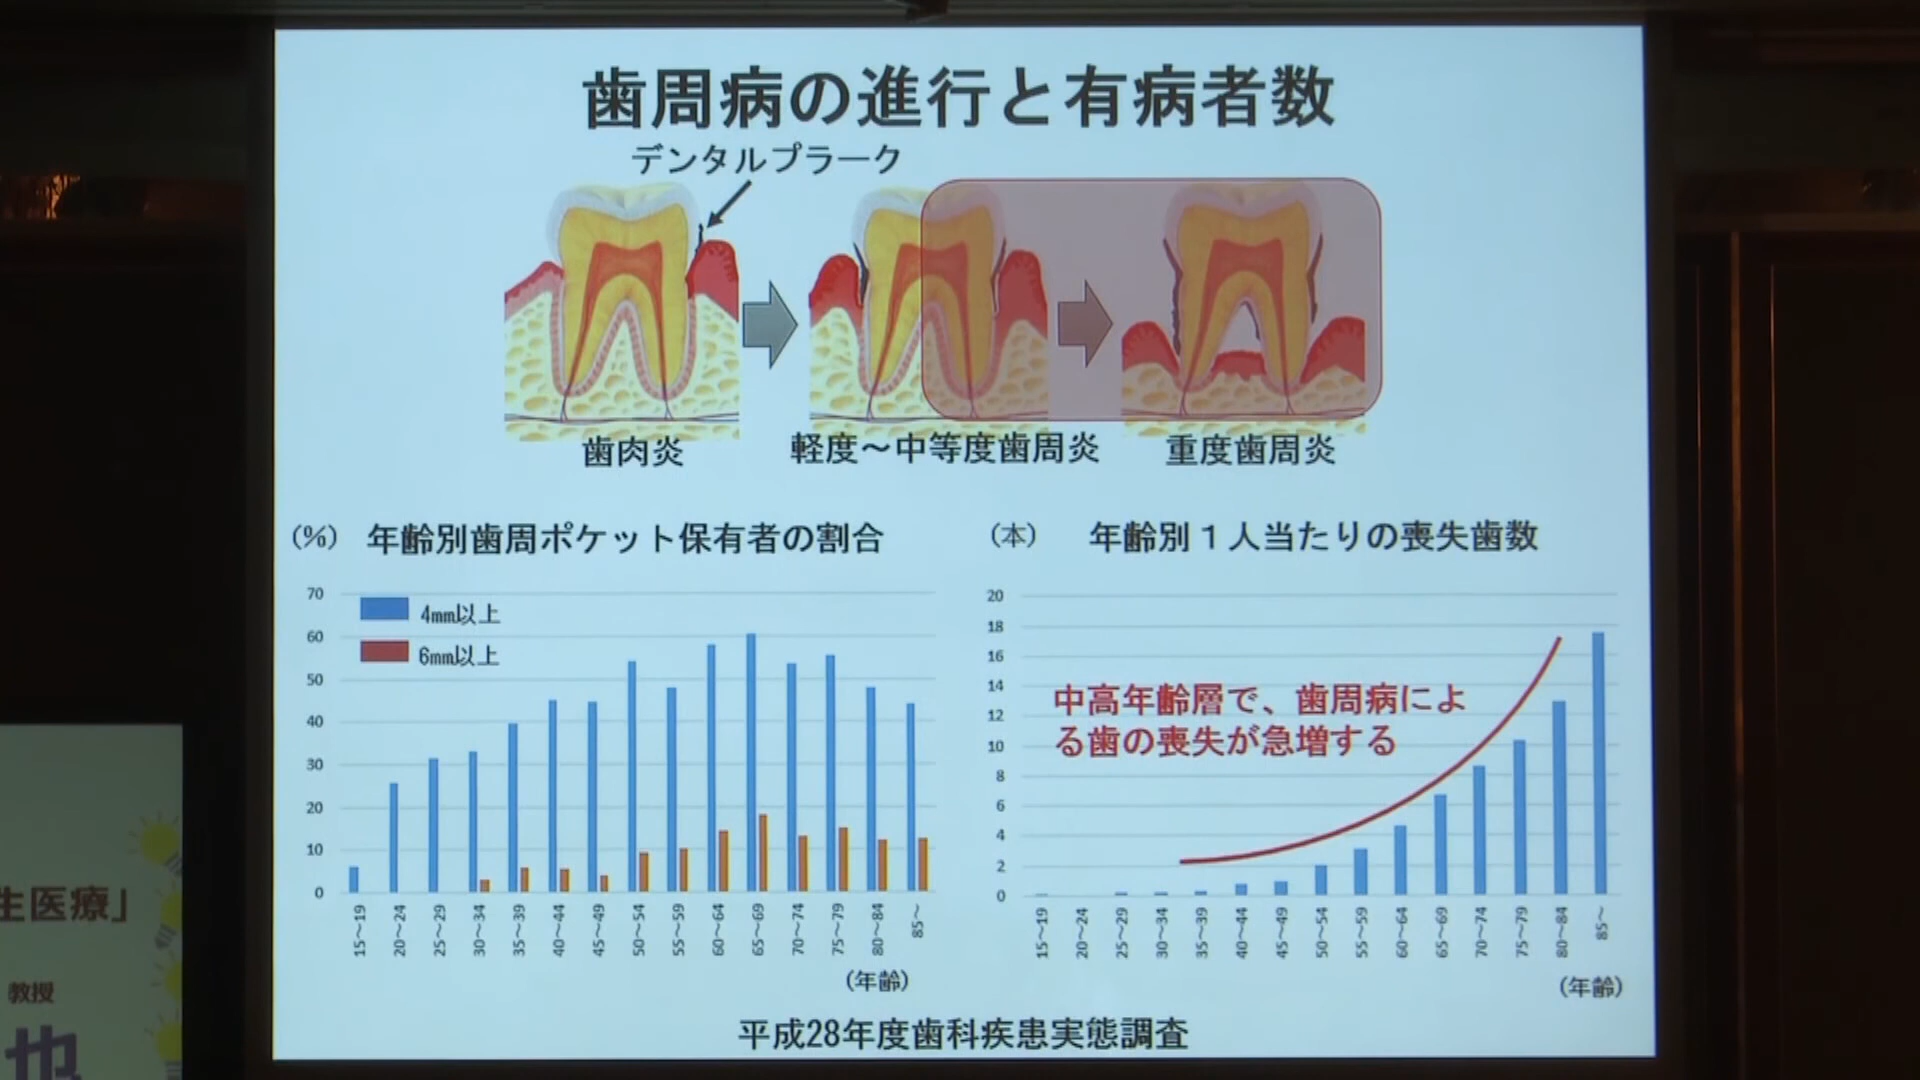 歯周病の進行と有病者数
デンタルプラーク
歯肉炎
軽度～中等度歯周炎
重度歯周炎
(%) 年齢別歯周ポケット保有者の割合
70
60
50
40
30
20
10
0
4mm以上
6mm以上
15～19 20～24 25～29 30～34 35～39 40～44 45～49 50～54 55～59 60～64 65～69 70～74 75～79 80～84 85～
(年齢)
(本) 年齢別１人当たりの喪失歯数
20
18
16
14
12
10
8
6
4
2
0
中高年齢層で、歯周病によ
る歯の喪失が急増する
15～19 20～24 25～29 30～34 35～39 40～44 45～49 50～54 55～59 60～64 65～69 70～74 75～79 80～84 85～
(年齢)
平成28年度歯科疾患実態調査
生医療」
教授
也